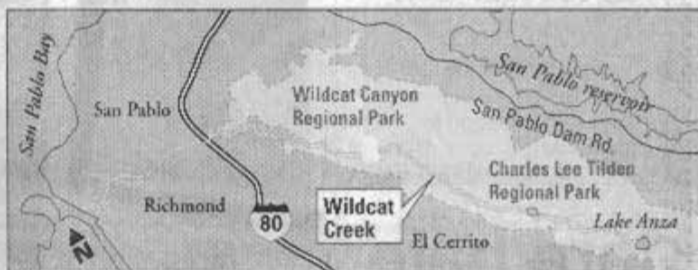 San Pablo Bay
San Pablo
Wildcat Canyon
Regional Park
San Pablo reservoir
San Pablo Dam Rd.
Charles Lee Tilden
Regional Park
Richmond
80
Wildcat
Creek
El Cerrito
Lake Anza
N